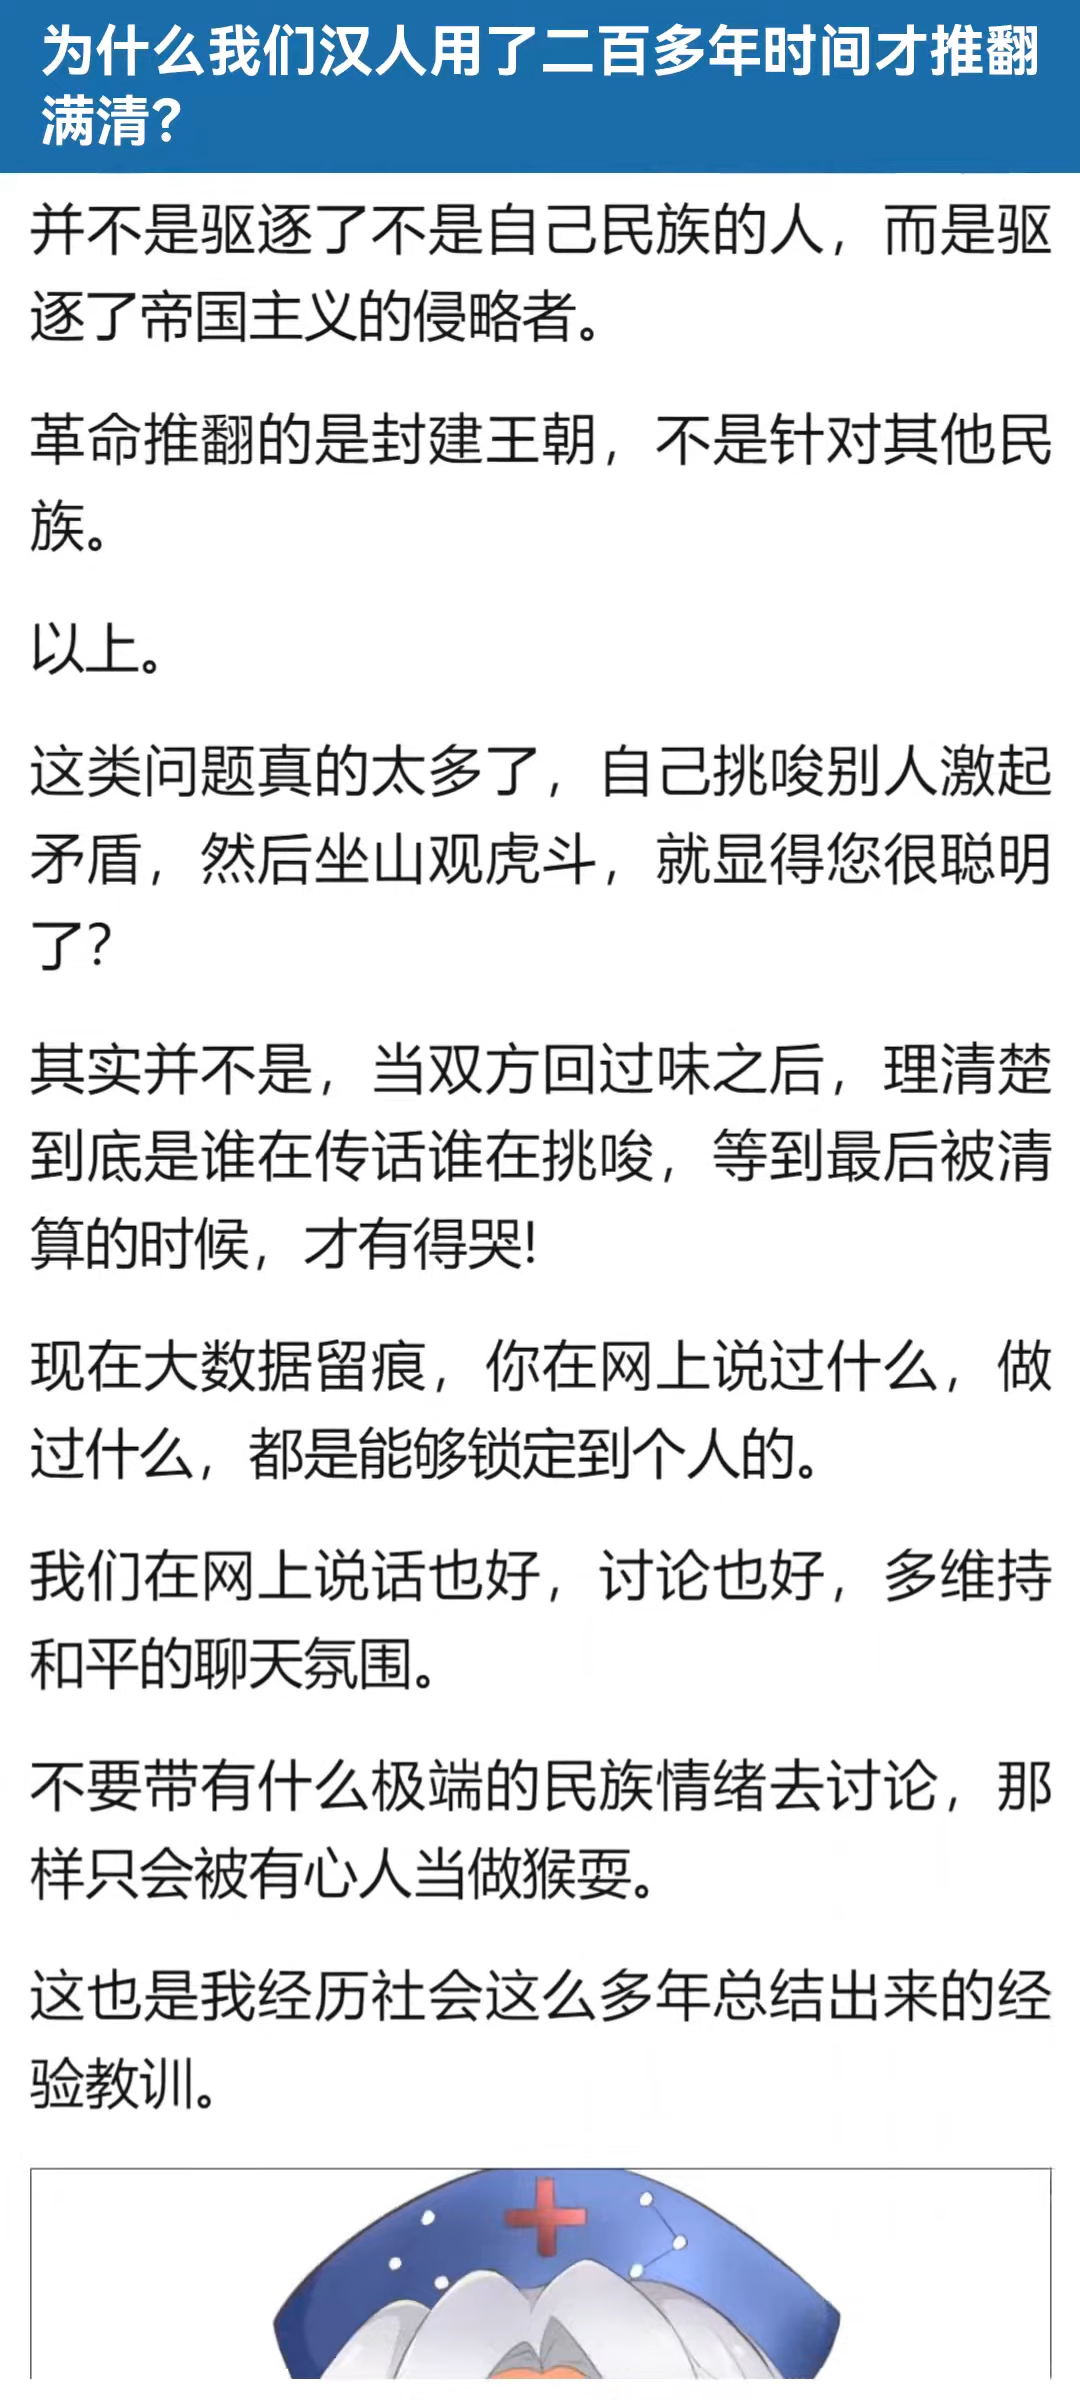 为什么我们汉人用了二百多年时间才推翻
满清?
并不是驱逐了不是自己民族的人，而是驱
逐了帝国主义的侵略者。
革命推翻的是封建王朝，不是针对其他民
族。
以上。
这类问题真的太多了，自己挑唆别人激起
矛盾，然后坐山观虎斗，就显得您很聪明
了?
其实并不是，当双方回过味之后，理清楚
到底是谁在传话谁在挑唆，等到最后被清
算的时候，才有得哭!
现在大数据留痕，你在网上说过什么，做
过什么，都是能够锁定到个人的。
我们在网上说话也好，讨论也好，多维持
和平的聊天氛围。
不要带有什么极端的民族情绪去讨论，那
样只会被有心人当做猴耍。
这也是我经历社会这么多年总结出来的经
验教训。